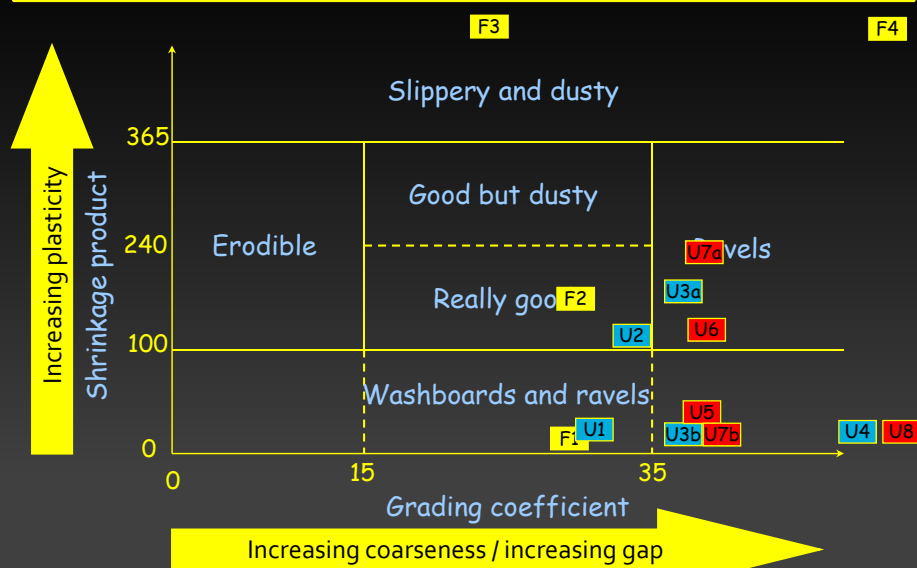 F3
F4
Slippery and dusty
365
Good but dusty
240
Erodible
U7a
vels
U3a
Really goo
F2
U6
U2
100
Washboards and ravels
U5
F1
U1
U3b
U7b
U4
U8
0
0
15
35
Grading coefficient
Increasing coarseness / increasing gap
Shrinkage product
Increasing plasticity